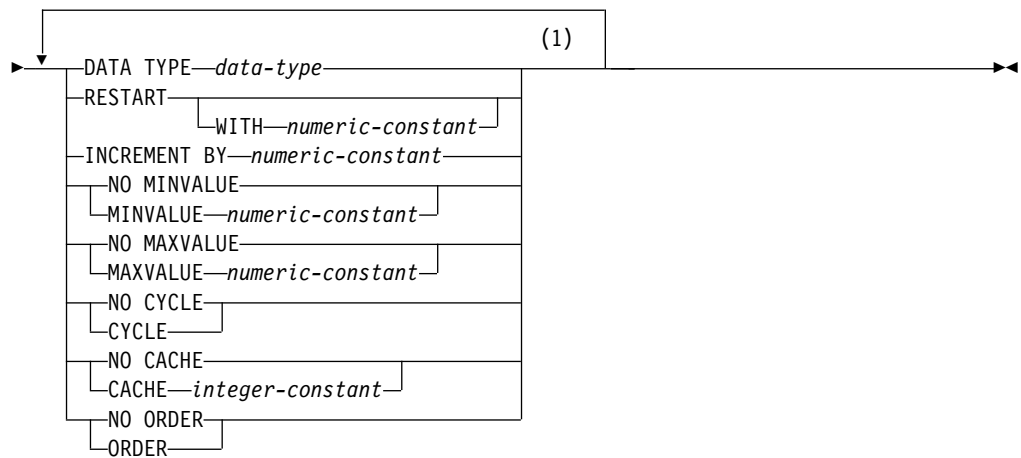 (1)
DATA TYPE data-type
RESTART
WITH numeric-constant
INCREMENT BY numeric-constant
NO MINVALUE
MINVALUE numeric-constant
NO MAXVALUE
MAXVALUE numeric-constant
NO CYCLE
CYCLE
NO CACHE
CACHE integer-constant
NO ORDER
ORDER